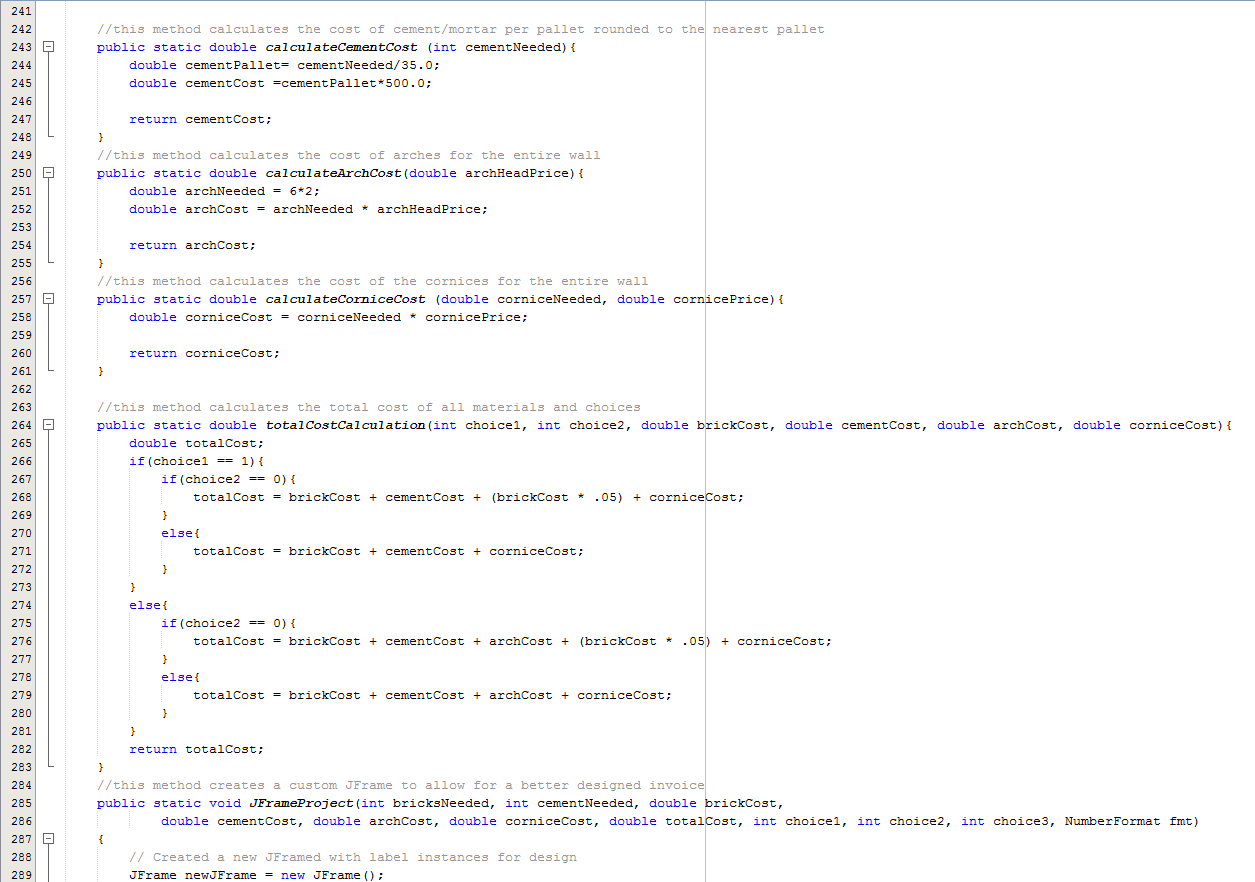 241
242 //this method calculates the cost of cement/mortar per pallet rounded to the nearest pallet
243 public static double calculateCementCost (int cementNeeded){
244 double cementPallet= cementNeeded/35.0;
245 double cementCost =cementPallet*500.0;
246
247 return cementCost;
248 }
249 //this method calculates the cost of arches for the entire wall
250 public static double calculateArchCost(double archHeadPrice){
251 double archNeeded = 6*2;
252 double archCost = archNeeded * archHeadPrice;
253
254 return archCost;
255 }
256 //this method calculates the cost of the cornices for the entire wall
257 public static double calculateCorniceCost (double corniceNeeded, double cornicePrice){
258 double corniceCost = corniceNeeded * cornicePrice;
259
260 return corniceCost;
261 }
262
263 //this method calculates the total cost of all materials and choices
264 public static double totalCostCalculation(int choice1, int choice2, double brickCost, double cementCost, double archCost, double corniceCost){
265 double totalCost;
266 if(choice1 == 1){
267 if(choice2 == 0){
268 totalCost = brickCost + cementCost + (brickCost * .05) + corniceCost;
269 }
270 else{
271 totalCost = brickCost + cementCost + corniceCost;
272 }
273 }
274 else{
275 if(choice2 == 0){
276 totalCost = brickCost + cementCost + archCost + (brickCost * .05) + corniceCost;
277 }
278 else{
279 totalCost = brickCost + cementCost + archCost + corniceCost;
280 }
281 }
282 return totalCost;
283 }
284 //this method creates a custom JFrame to allow for a better designed invoice
285 public static void JFrameProject(int bricksNeeded, int cementNeeded, double brickCost,
286 double cementCost, double archCost, double corniceCost, double totalCost, int choice1, int choice2, int choice3, NumberFormat fmt)
287 {
288 // Created a new JFramed with label instances for design
289 JFrame newJFrame = new JFrame();